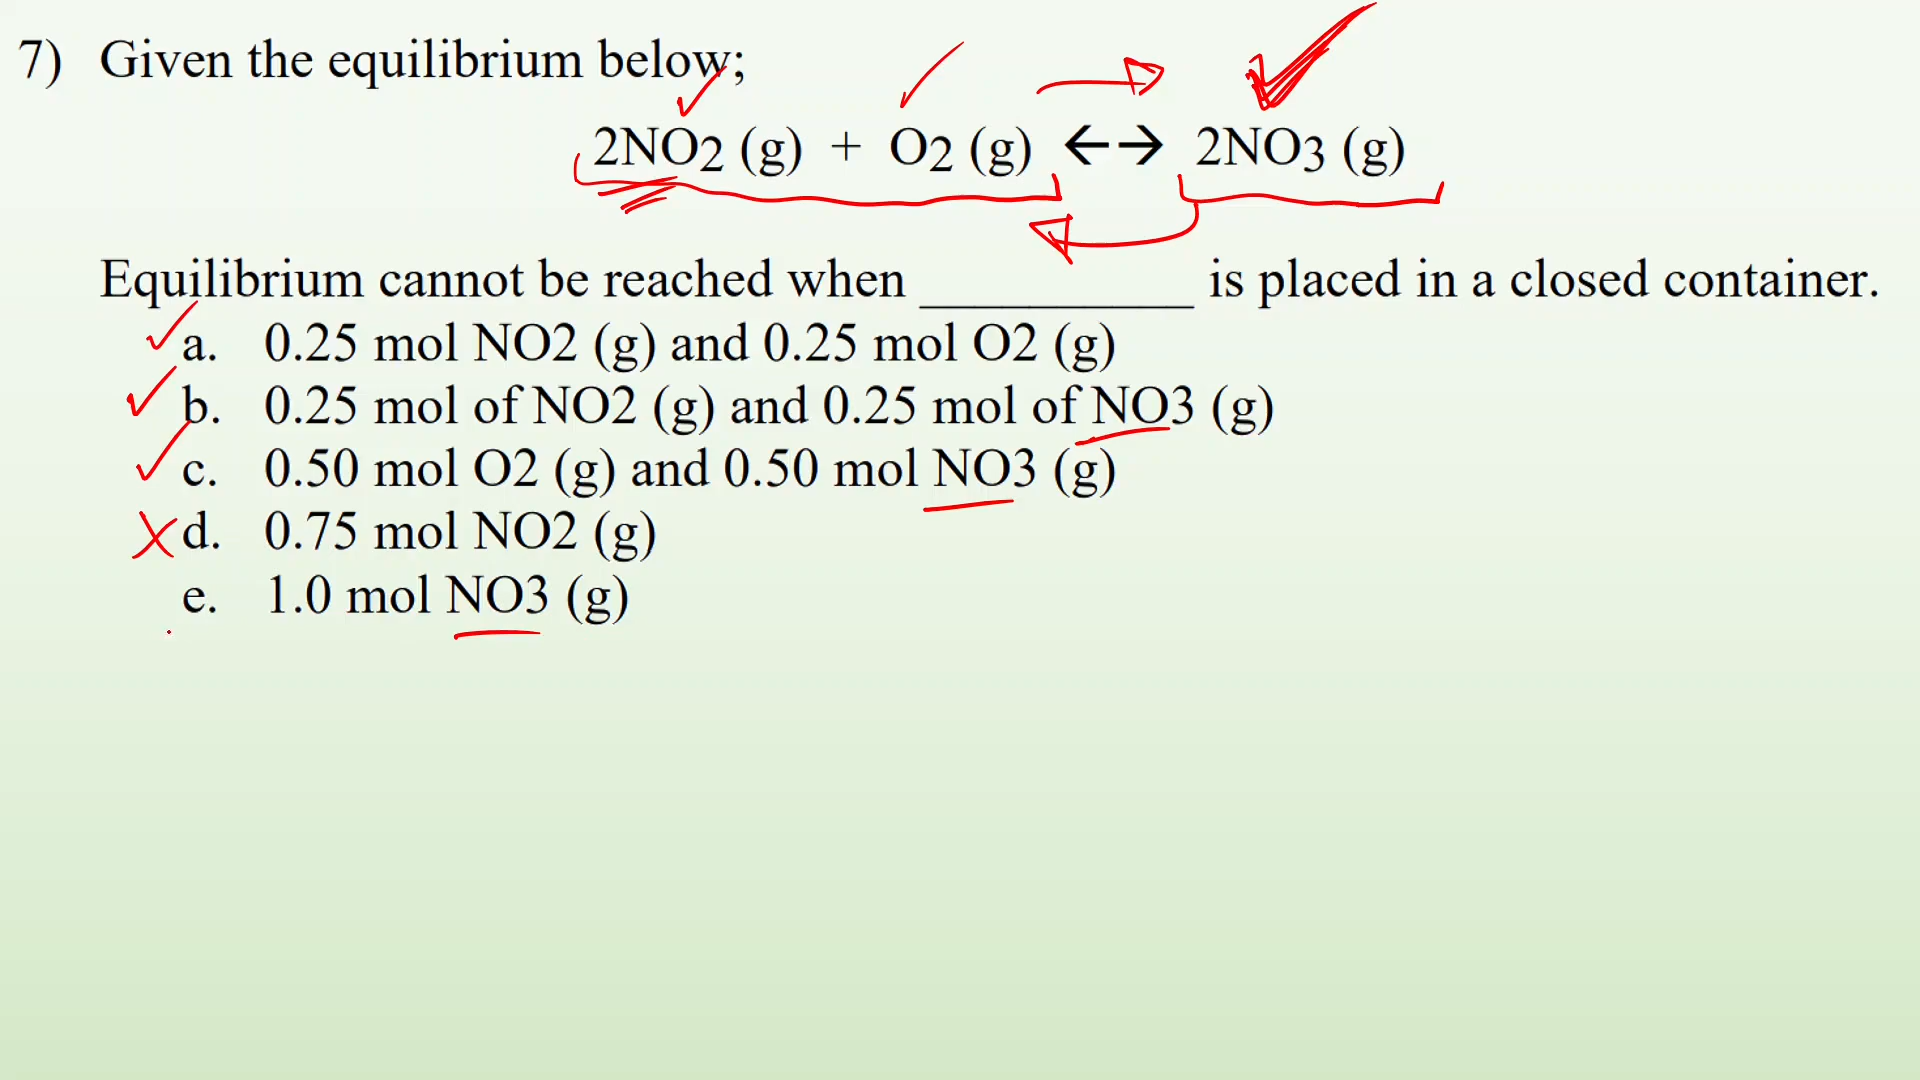 7) Given the equilibrium below;
2NO2 (g) + O2 (g) ←→ 2NO3 (g)
Equilibrium cannot be reached when ___________ is placed in a closed container.
a. 0.25 mol NO2 (g) and 0.25 mol O2 (g)
b. 0.25 mol of NO2 (g) and 0.25 mol of NO3 (g)
c. 0.50 mol O2 (g) and 0.50 mol NO3 (g)
d. 0.75 mol NO2 (g)
e. 1.0 mol NO3 (g)